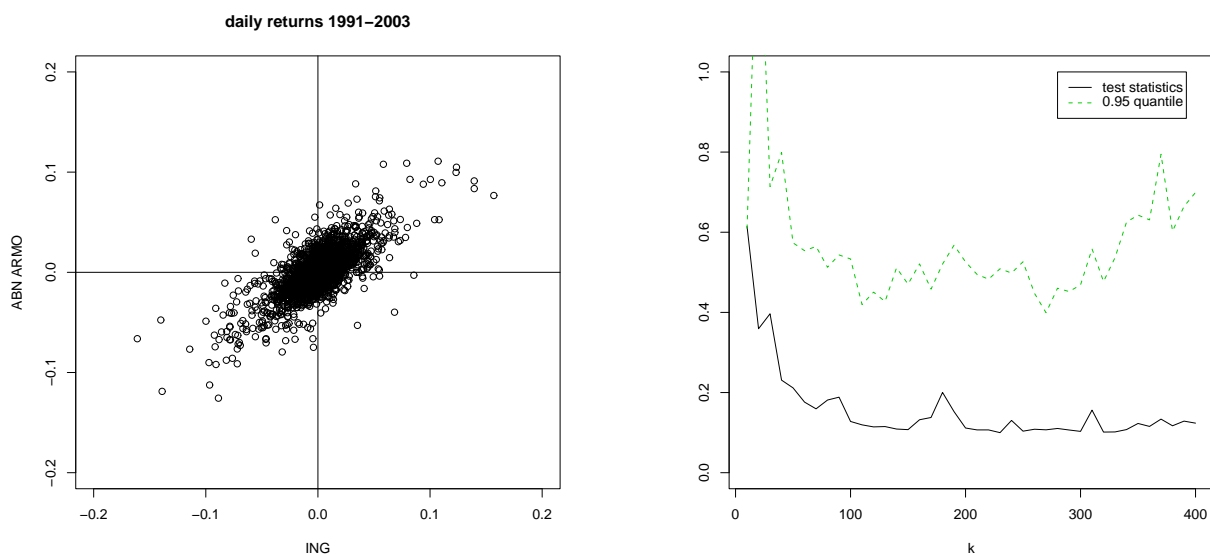 daily returns 1991−2003
ABN ARMO
0.2
0.1
0.0
−0.1
−0.2
−0.2 −0.1 0.0 0.1 0.2
ING
test statistics
0.95 quantile
1.0
0.8
0.6
0.4
0.2
0.0
0 100 200 300 400
k